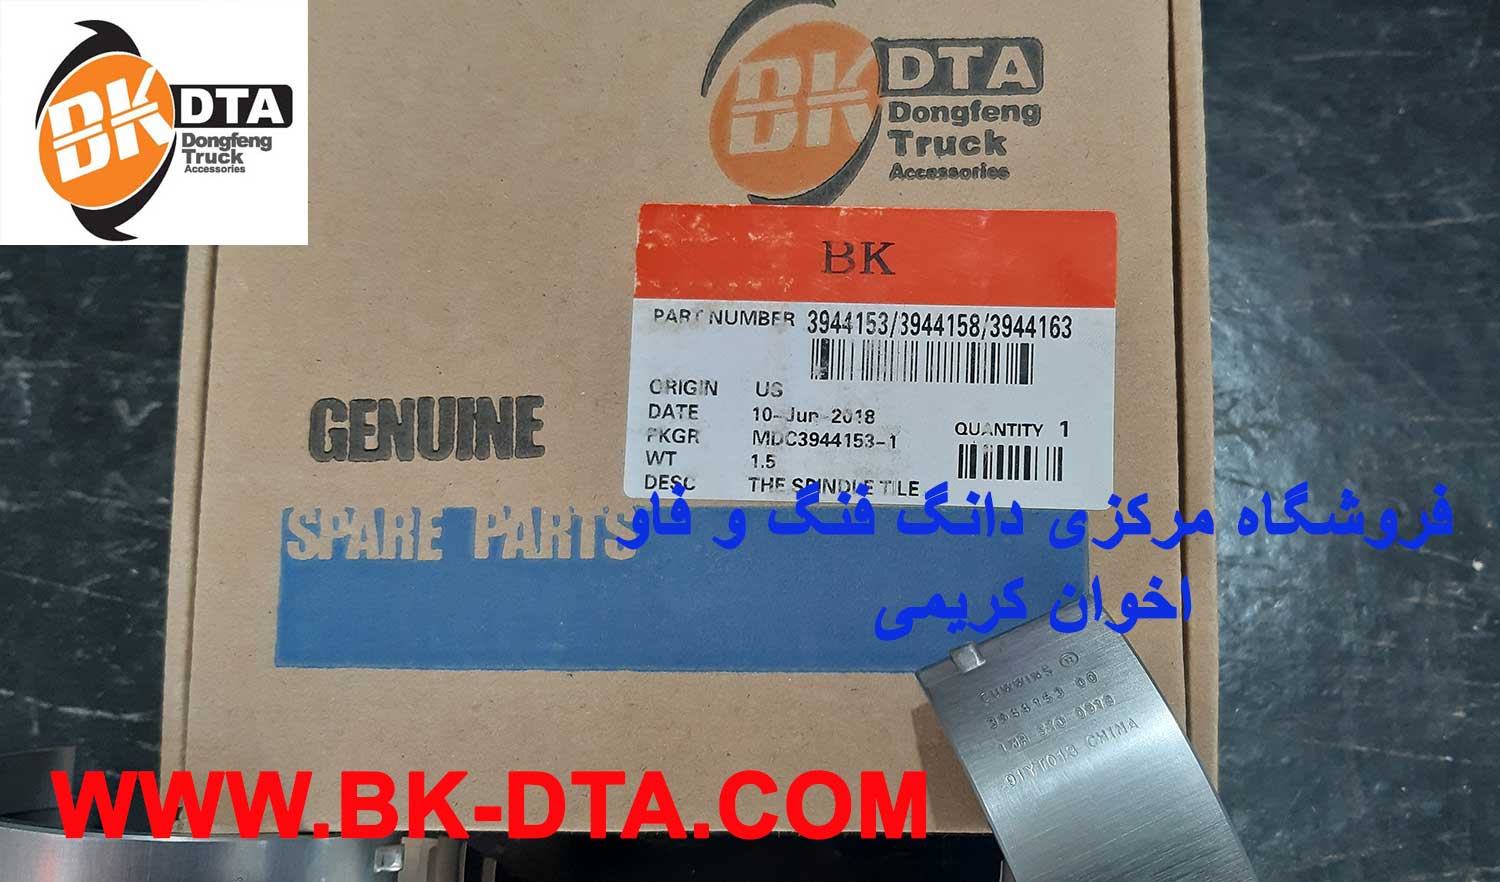 BK DTA
Dongfeng
Truck
Accessories
BK DTA
Dongfeng
Truck
Accessories
BK
PART NUMBER 3944153/3944158/3944163
ORIGIN US
DATE 10-Jun-2018
PKGR MDC3944153-1
QUANTITY 1
WT 1.5
DESC THE SPINDLE TILE
GENUINE
SPARE PARTS
فروشگاه مرکزی دانگ فنگ و فاو
اخوان کریمی
CUMMINS ®
3944153 00
CHINA
WWW.BK-DTA.COM